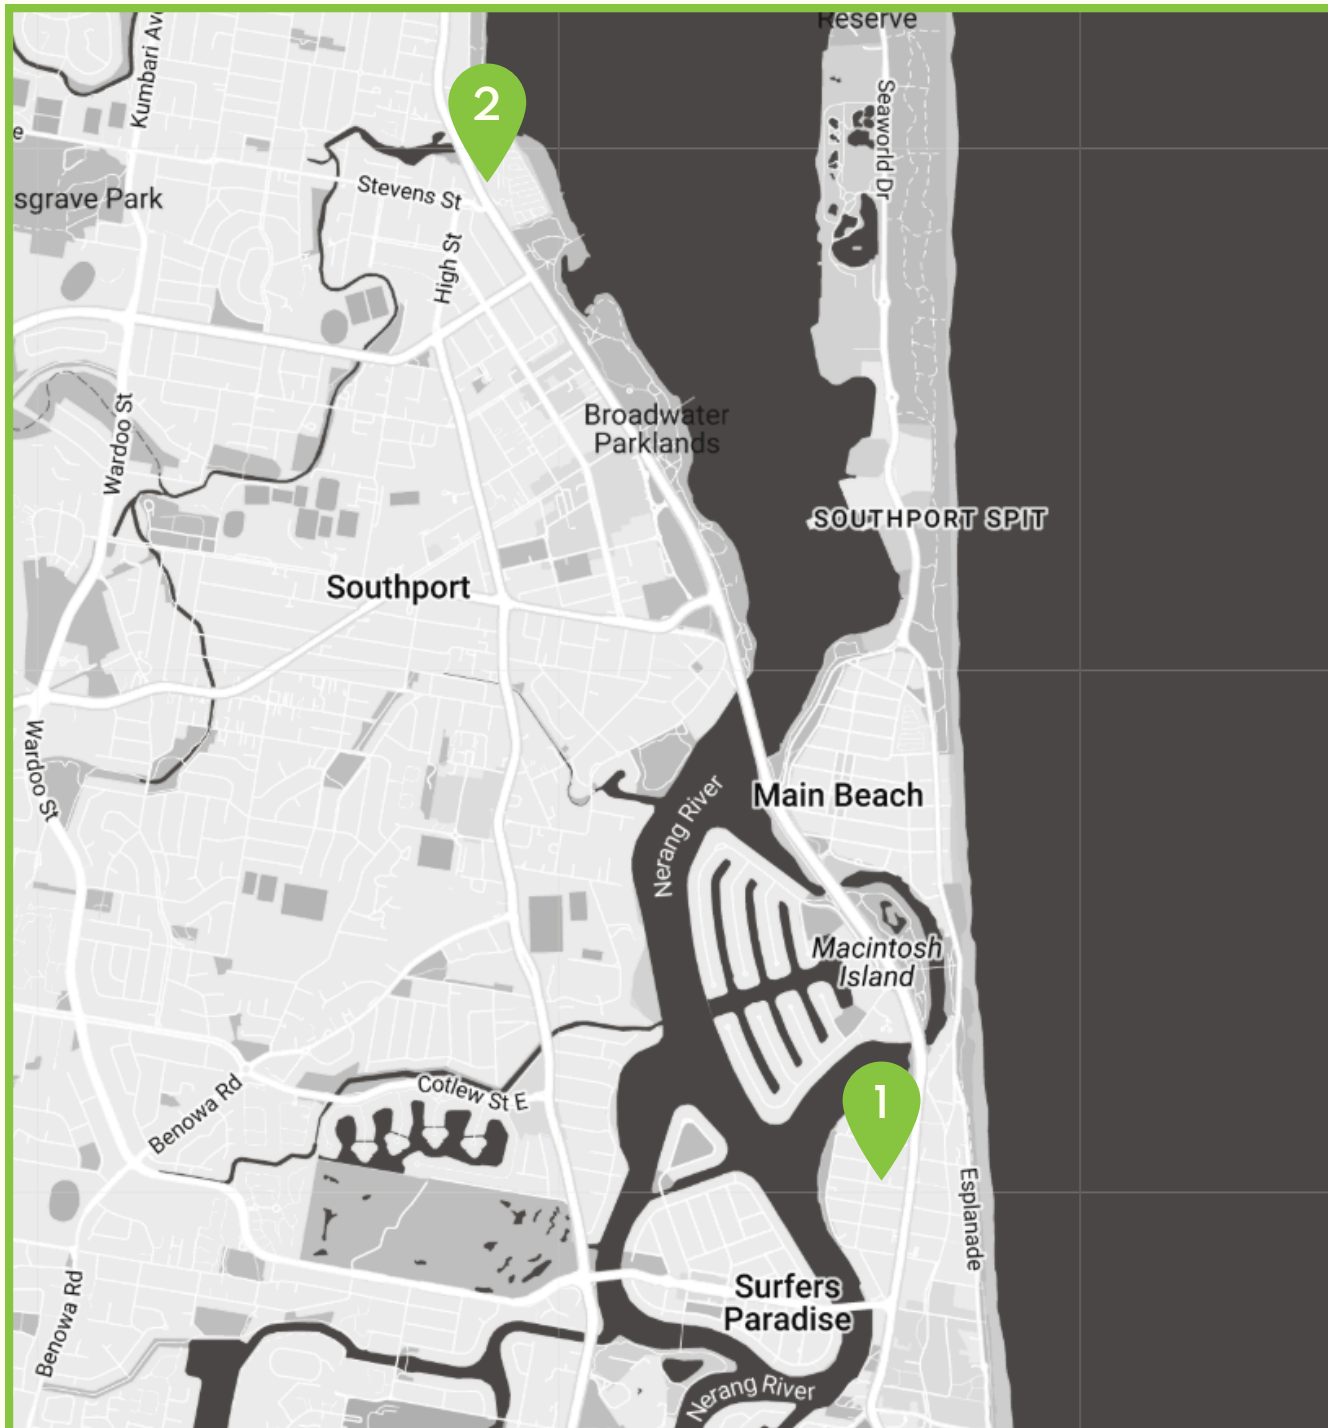 Reserve
Kumbari Ave
Seaworld Dr
2
e
sgrave Park
Stevens St
High St
Wardoo St
Broadwater
Parklands
SOUTHPORT SPIT
Southport
Wardoo St
Main Beach
Nerang River
Macintosh
Island
Benowa Rd
Cotlew St E
1
Esplanade
Surfers
Paradise
Benowa Rd
Nerang River